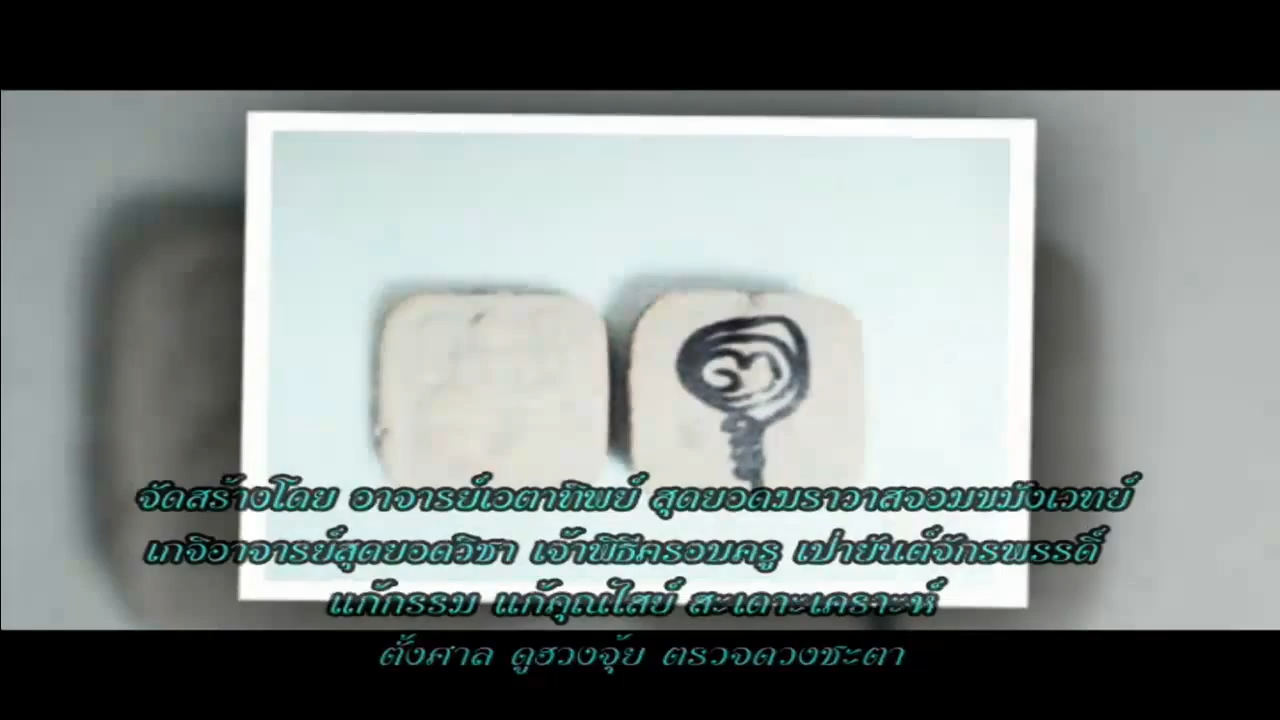 จัดสร้างโดย อาจารย์เอตาทิพย์ สุดยอดฆราวาสจอมขมังเวทย์
เกจิอาจารย์สุดยอดวิชา เจ้าพิธีครอบครู เป่ายันต์จักรพรรดิ์
แก้กรรม แก้คุณไสย์ สะเดาะเคราะห์
ตั้งศาล ดูฮวงจุ้ย ตรวจดวงชะตา